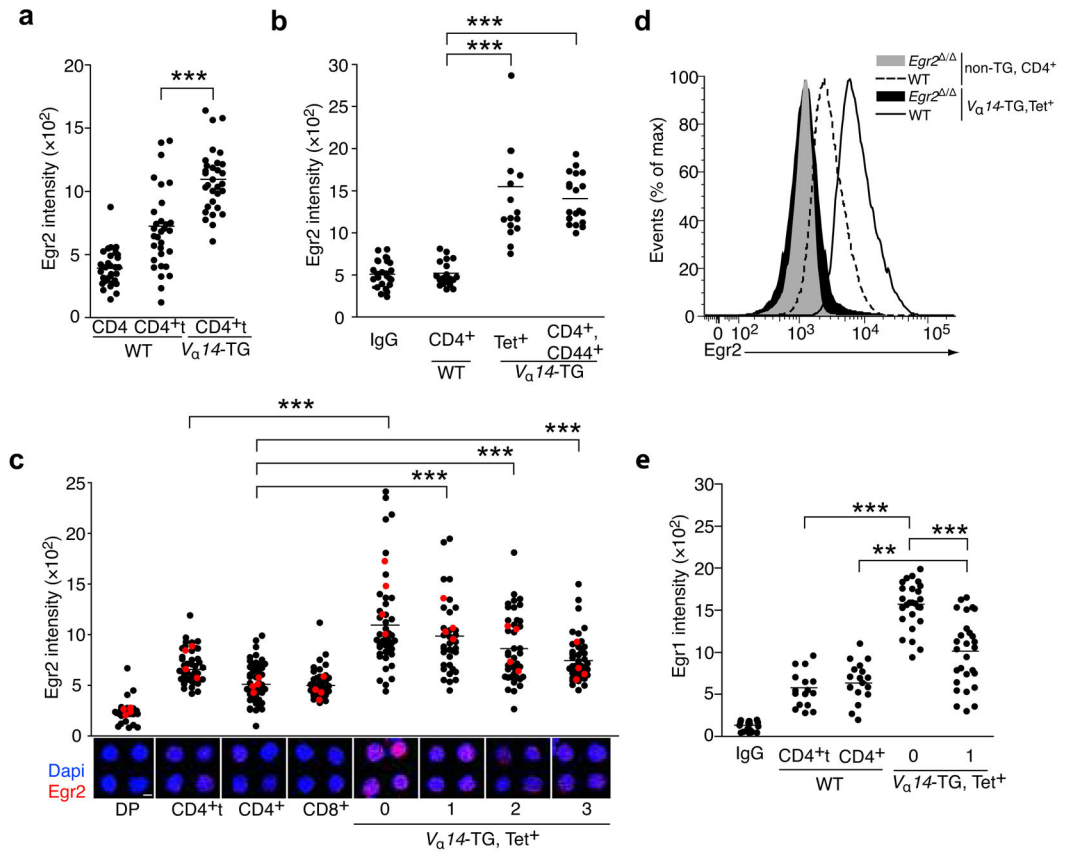 a
***
Egr2 intensity (×10²)
20
15
10
5
0
CD4 CD4⁺t CD4⁺t
WT Vα14-TG
b
***
***
Egr2 intensity (×10²)
30
25
20
15
10
5
0
IgG CD4⁺ Tet⁺ CD4⁺, CD44⁺
WT Vα14-TG
d
Egr2Δ/Δ
WT
non-TG, CD4⁺
Egr2Δ/Δ
WT
Vα14-TG,Tet⁺
Events (% of max)
100
80
60
40
20
0
0 10² 10³ 10⁴ 10⁵
Egr2
c
***
***
***
***
Egr2 intensity (×10²)
25
20
15
10
5
0
Dapi
Egr2
DP CD4⁺t CD4⁺ CD8⁺ 0 1 2 3
Vα14-TG, Tet⁺
e
***
***
**
Egr1 intensity (×10²)
30
25
20
15
10
5
0
IgG CD4⁺t CD4⁺ 0 1
WT Vα14-TG, Tet⁺